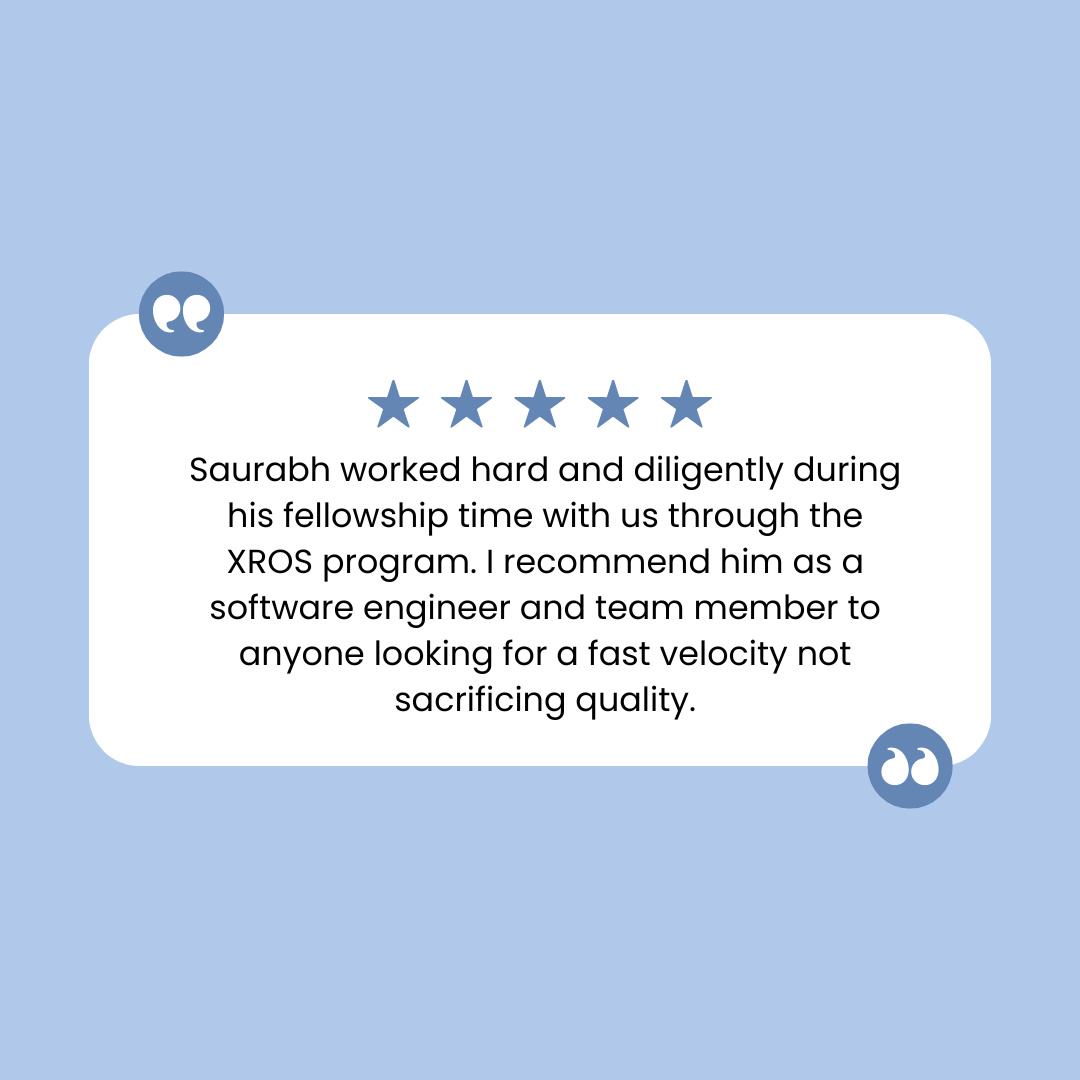 Saurabh worked hard and diligently during
his fellowship time with us through the
XROS program. I recommend him as a
software engineer and team member to
anyone looking for a fast velocity not
sacrificing quality.